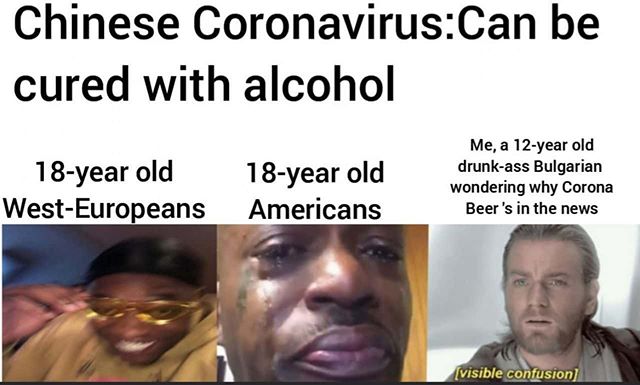 Chinese Coronavirus:Can be
cured with alcohol
18-year old
West-Europeans
18-year old
Americans
Me, a 12-year old
drunk-ass Bulgarian
wondering why Corona
Beer 's in the news
[visible confusion]